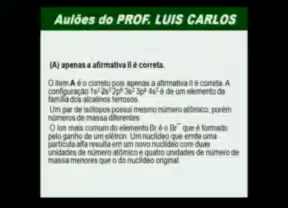 Aulões do PROF. LUIS CARLOS
(A) apenas a afirmativa II é correta.
O item A é o correto pois apenas a afirmativa II é correta. A
configuração 1s² 2s² 2p⁶ 3s² 3p⁶ 4s² é de um elemento da
família dos alcalinos terrosos.
Um par de isótopos possui mesmo número atômico, porém
números de massa diferentes
O íon mais comum do elemento Br é o Br⁻ que é formado
pelo ganho de um elétron. Um nuclídeo que emite uma
partícula alfa resulta em um novo nuclídeo com duas
unidades de número atômico e quatro unidades de número de
massa menores que o do nuclídeo original